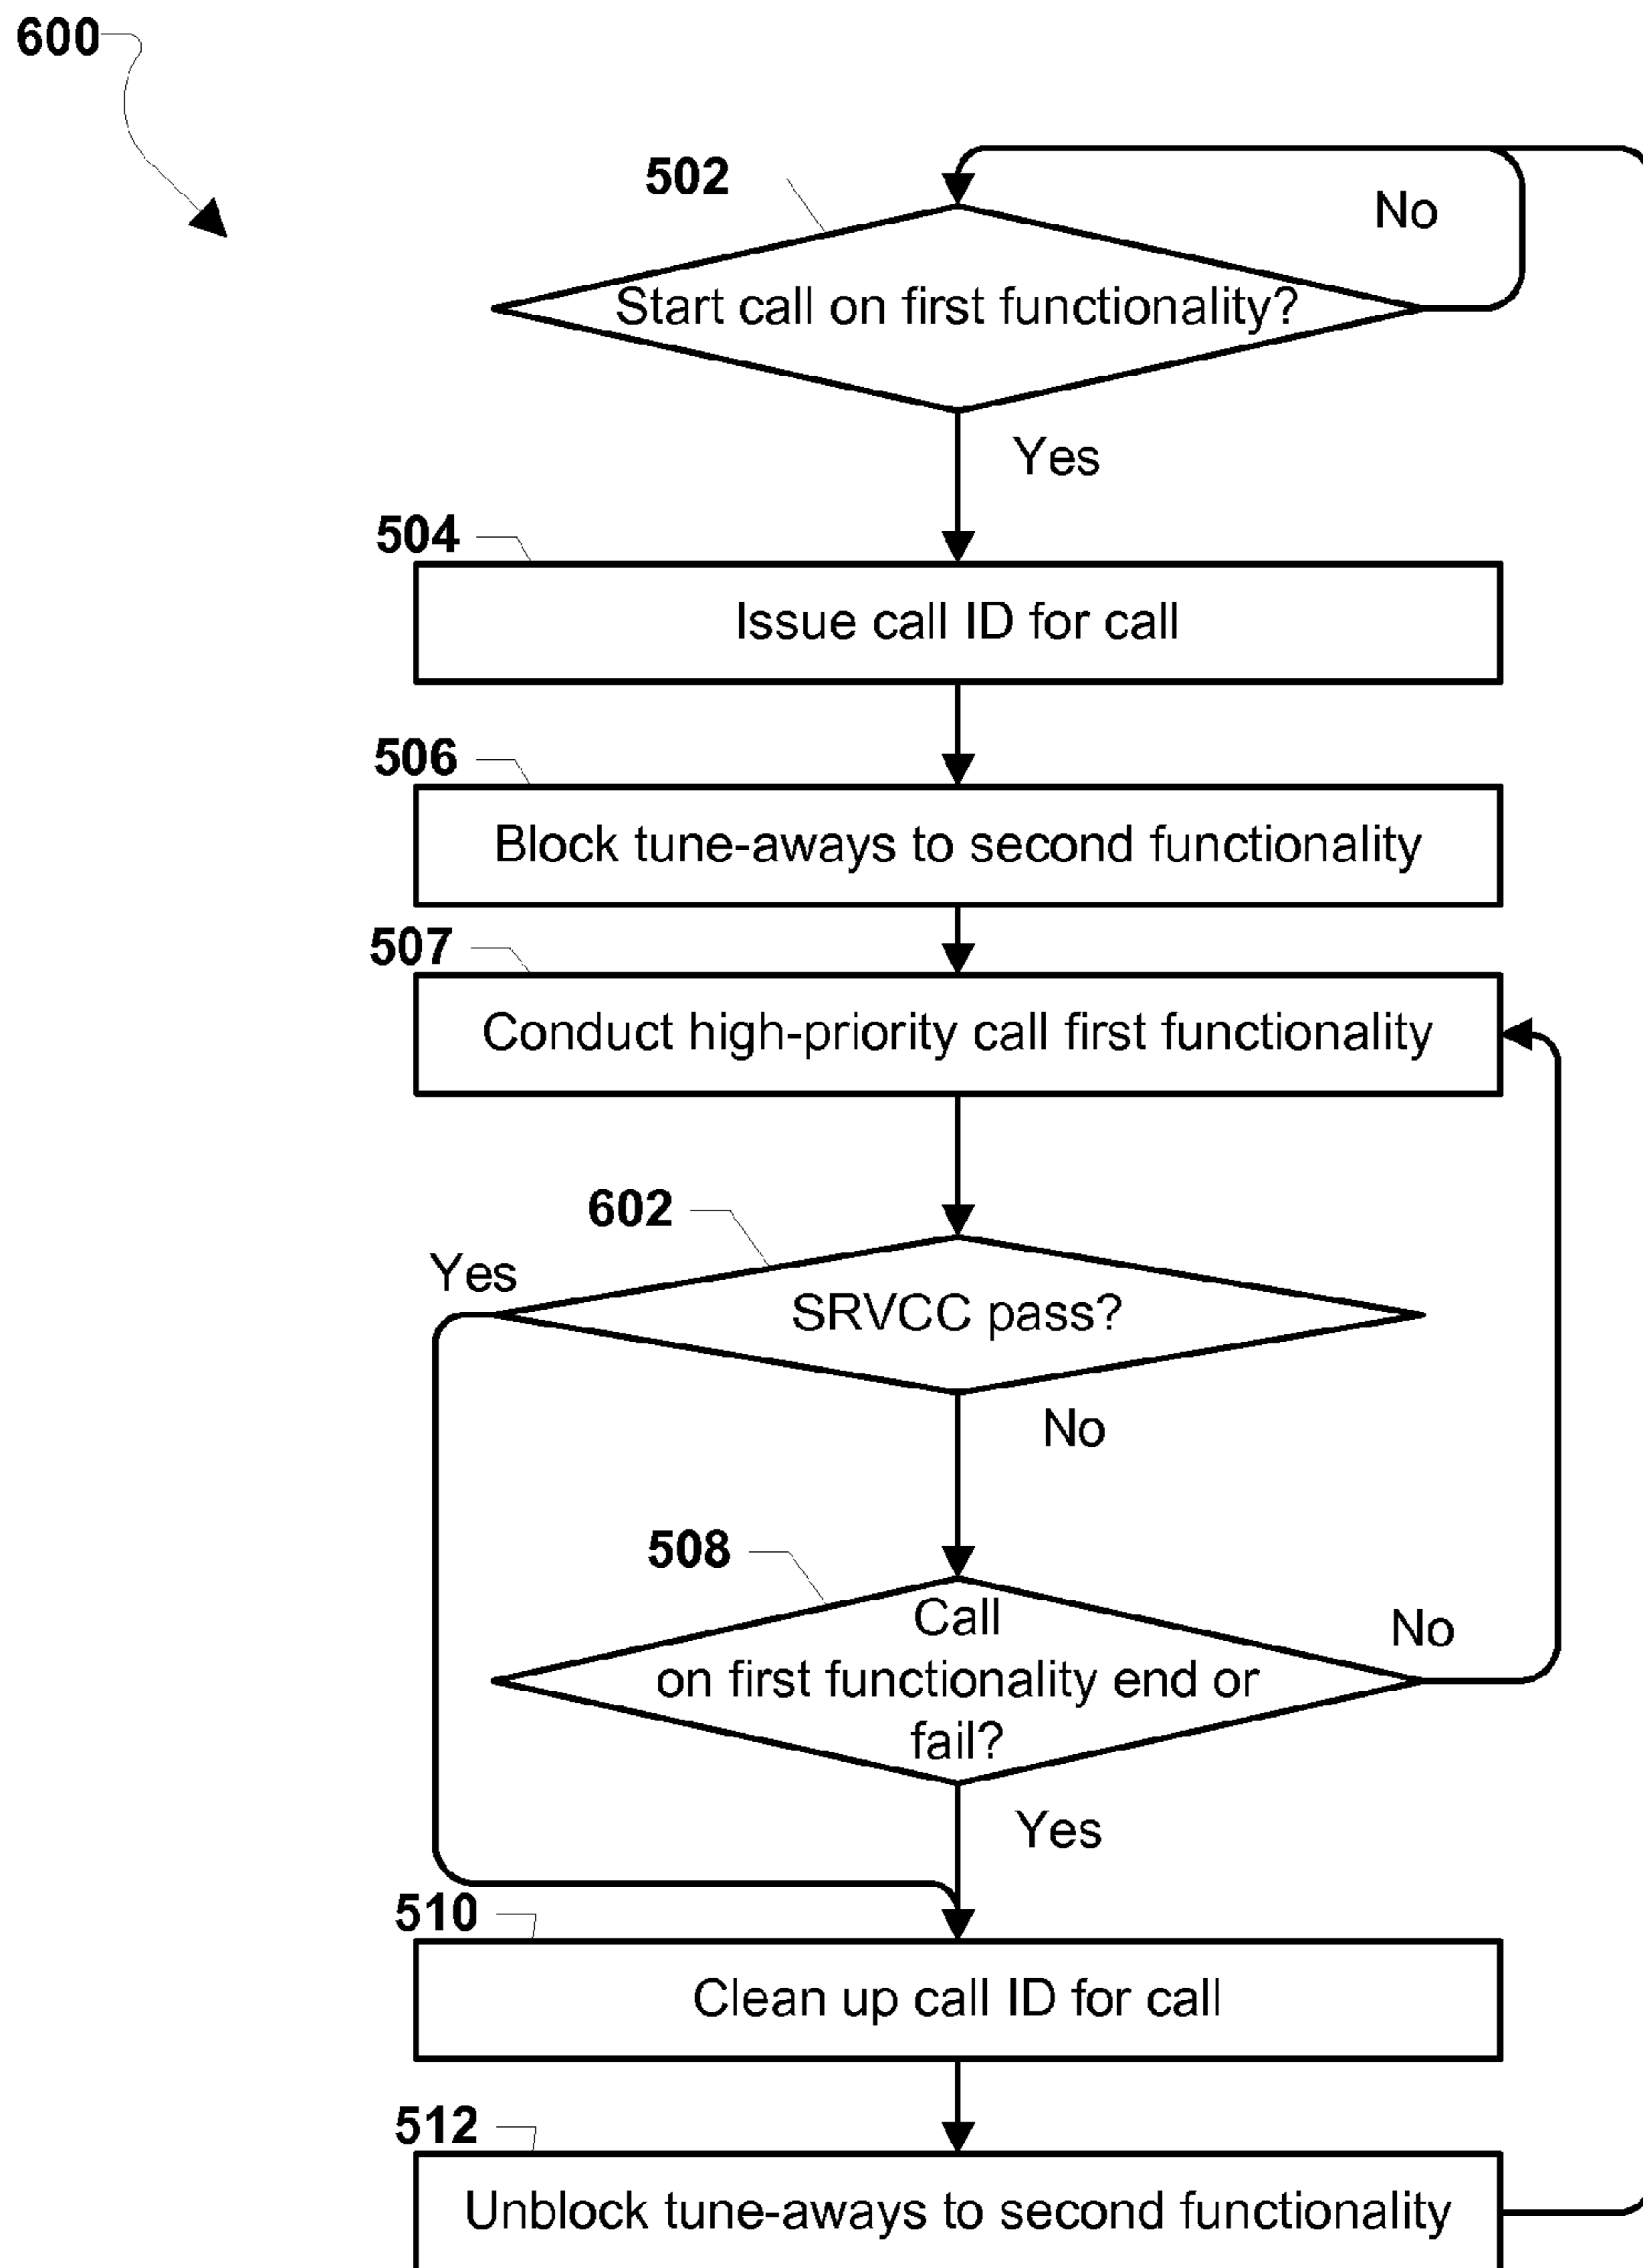 600
502
No
Start call on first functionality?
Yes
504
Issue call ID for call
506
Block tune-aways to second functionality
507
Conduct high-priority call first functionality
602
Yes
SRVCC pass?
No
508
Call
on first functionality end or
fail?
No
Yes
510
Clean up call ID for call
512
Unblock tune-aways to second functionality